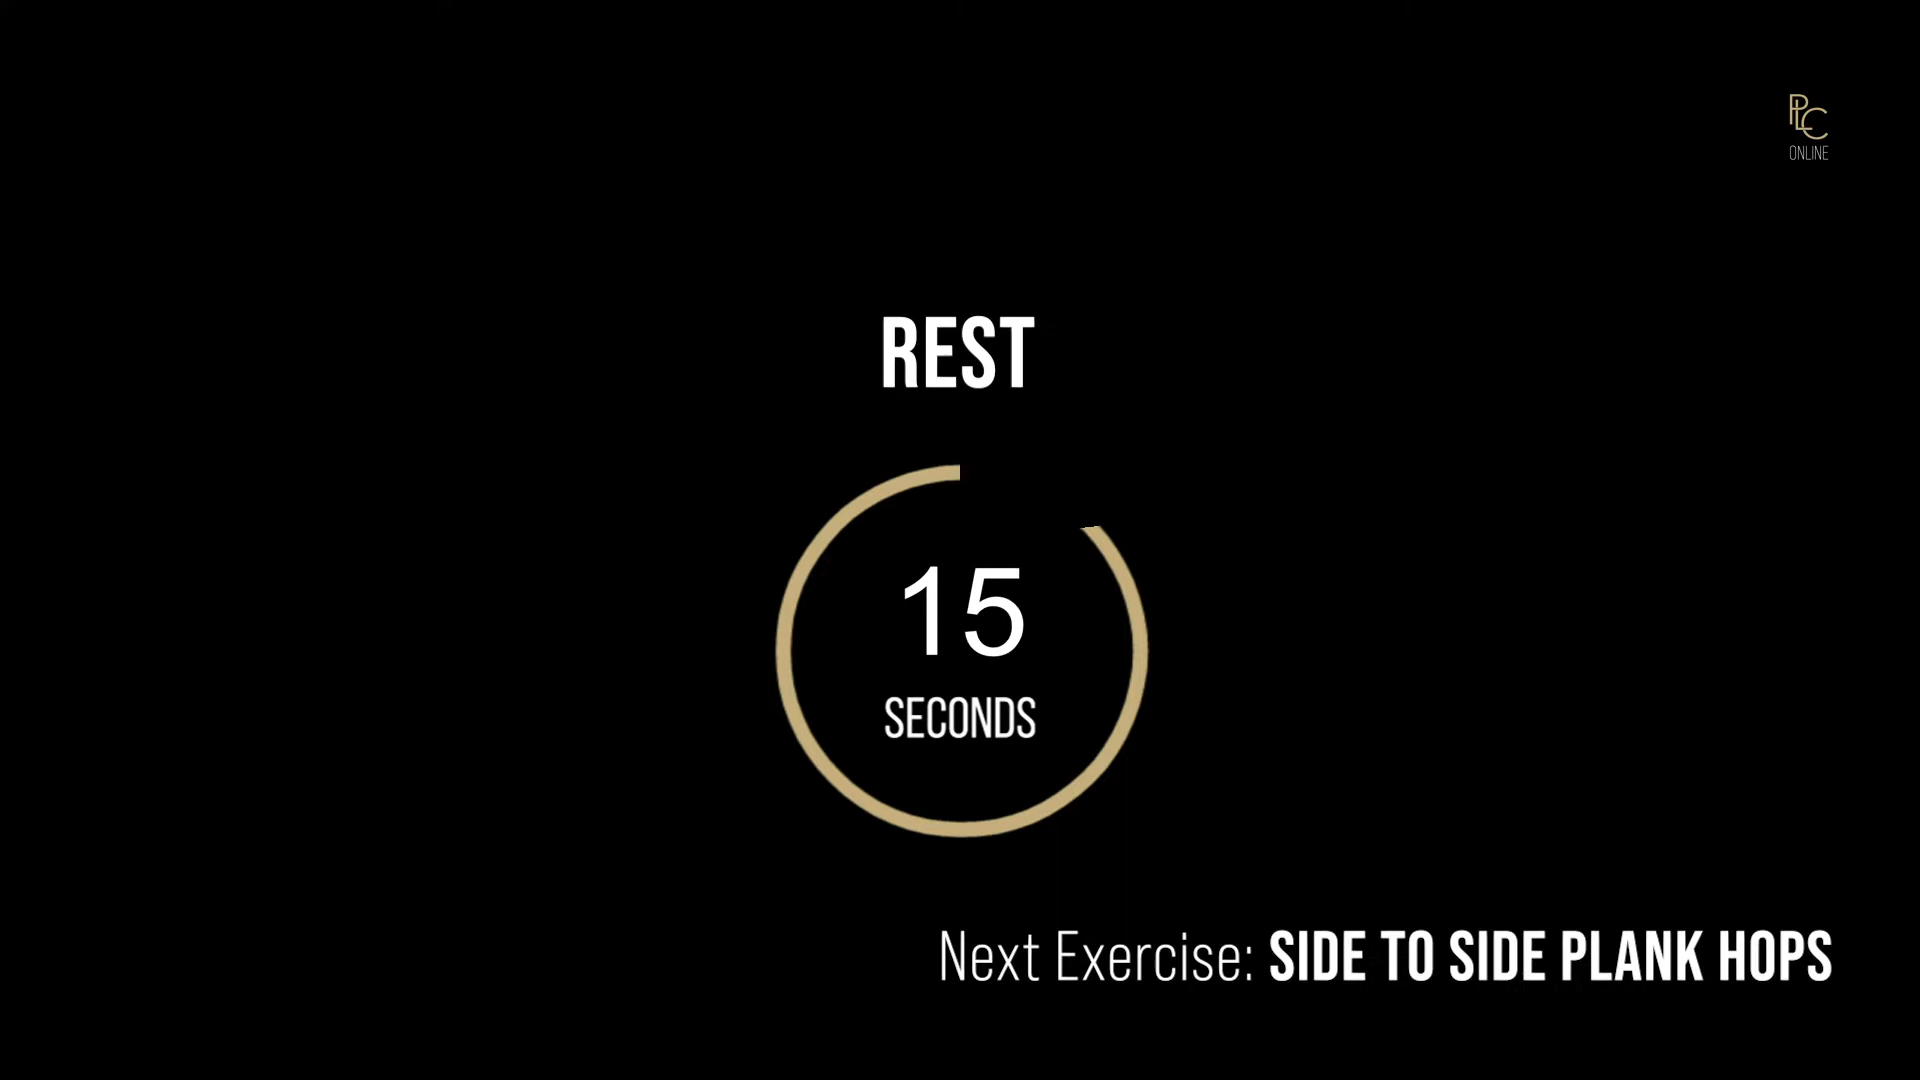 PLC
ONLINE
REST
15
SECONDS
Next Exercise: SIDE TO SIDE PLANK HOPS